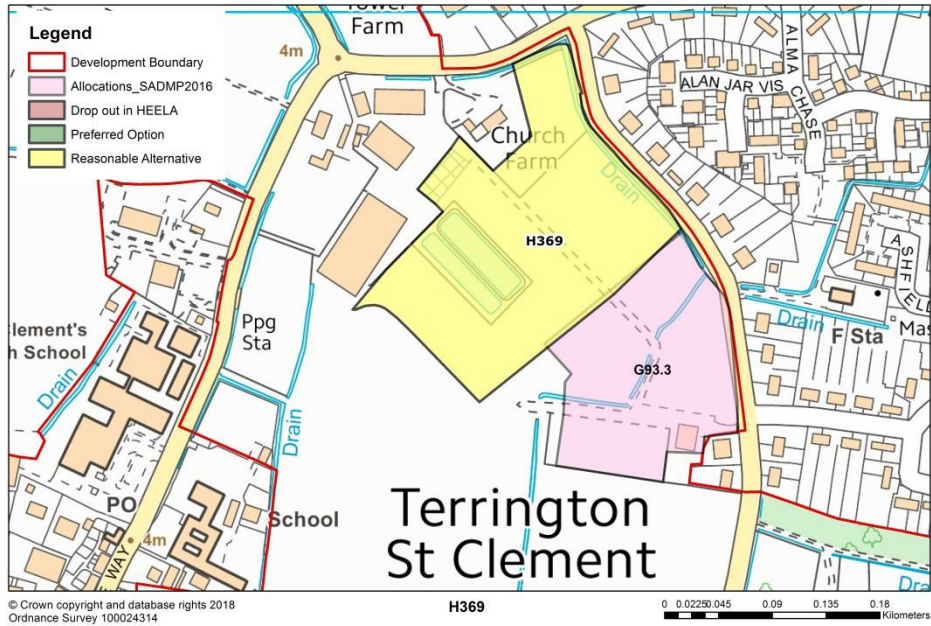 Legend
Development Boundary
Allocations_SADMP2016
Drop out in HEELA
Preferred Option
Reasonable Alternative
Farm
4m
ALMA
CHASE
ALAN JAR VIS
Church
Farm
Drain
H369
ASHFIELD
Drain
F Sta
Mas
Clement's
h School
Drain
Ppg
Sta
Drain
G93.3
PO
School
4m
WAY
Terrington
St Clement
Dra
© Crown copyright and database rights 2018
Ordnance Survey 100024314
H369
0 0.0225 0.045 0.09 0.135 0.18
Kilometers